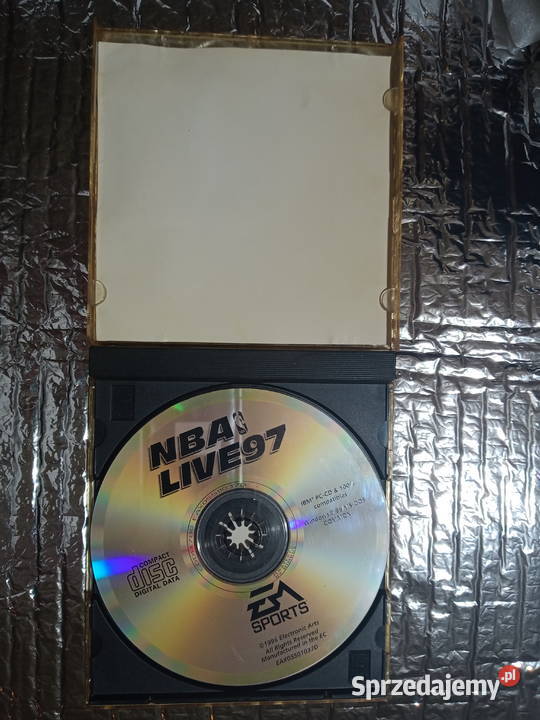 NBA
LIVE97
IBM® PC-CD & 100%
compatibles
COMPACT
disc
DIGITAL DATA
EA
SPORTS
©1996 Electronic Arts
All Rights Reserved
Manufactured in the EC
Sprzedajemy.pl